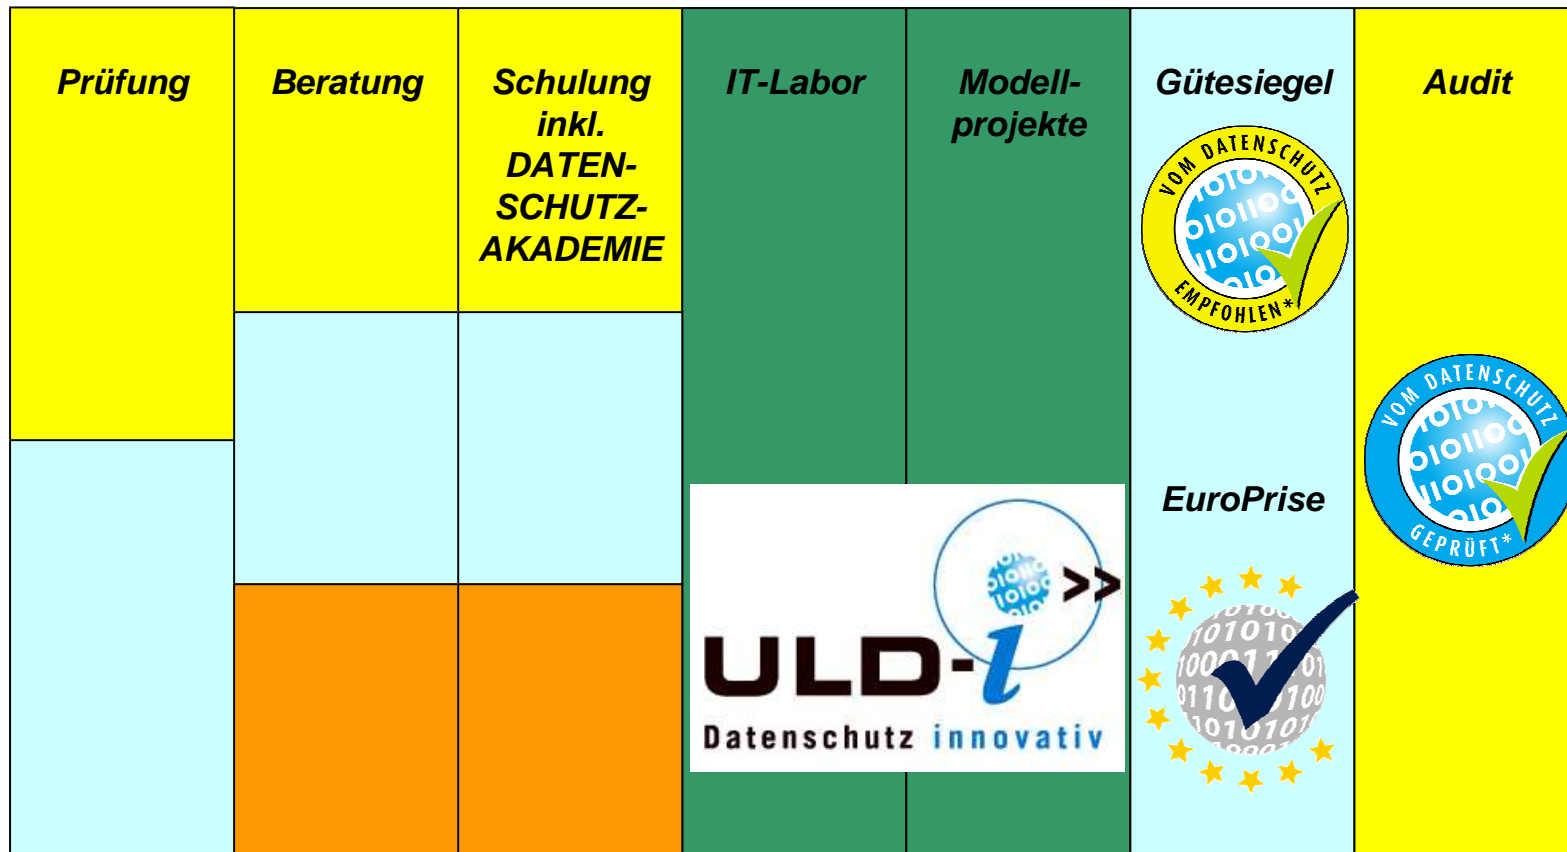 Prüfung
Beratung
Schulung
inkl.
DATEN-
SCHUTZ-
AKADEMIE
IT-Labor
Modell-
projekte
Gütesiegel
VOM DATENSCHUTZ
EMPFOHLEN*
EuroPrise
Audit
VOM DATENSCHUTZ
GEPRÜFT*
>>
ULD-i
Datenschutz innovativ